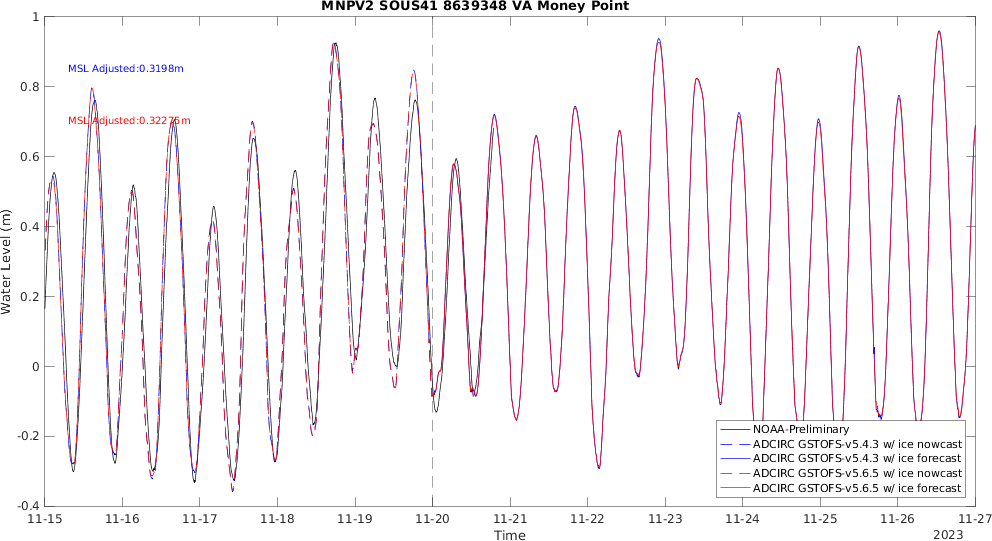 MNPV2 SOUS41 8639348 VA Money Point
1
0.8
0.6
0.4
0.2
0
-0.2
-0.4
Water Level (m)
MSL Adjusted:0.3198m
MSL Adjusted:0.32275m
NOAA-Preliminary
ADCIRC GSTOFS-v5.4.3 w/ ice nowcast
ADCIRC GSTOFS-v5.4.3 w/ ice forecast
ADCIRC GSTOFS-v5.6.5 w/ ice nowcast
ADCIRC GSTOFS-v5.6.5 w/ ice forecast
11-15 11-16 11-17 11-18 11-19 11-20 11-21 11-22 11-23 11-24 11-25 11-26 11-27
Time
2023